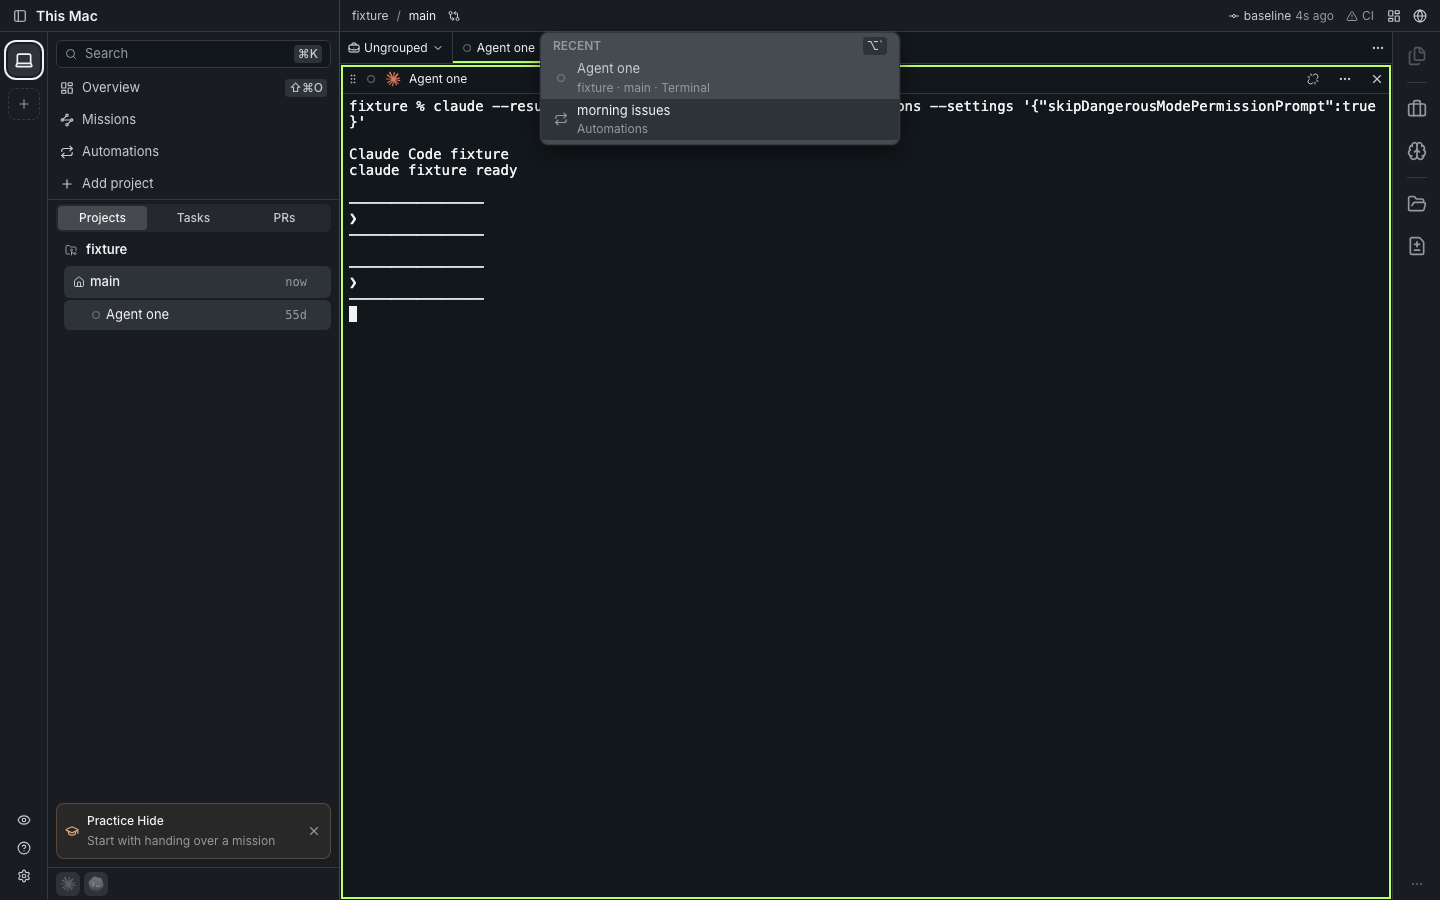 This Mac
fixture / main
baseline 4s ago
CI
Search ⌘K
Overview ⇧⌘O
Missions
Automations
Add project
Projects Tasks PRs
fixture
main now
Agent one 55d
Practice Hide
Start with handing over a mission
Ungrouped
Agent one
RECENT ⌥`
Agent one
fixture · main · Terminal
morning issues
Automations
Agent one
fixture % claude --resu
ns --settings '{"skipDangerousModePermissionPrompt":true
}'
Claude Code fixture
claude fixture ready
❯
❯